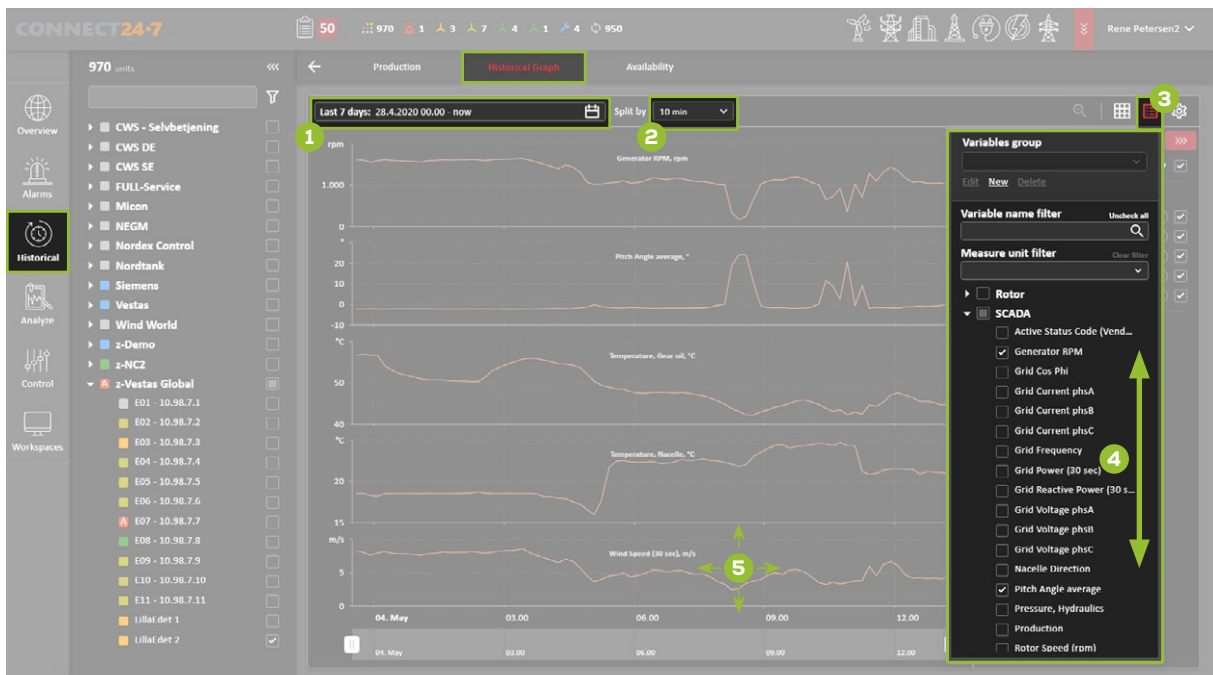 CONNECT24•7
50
970 1 3 7 4 1 4 950
Rene Petersen2
970 units
Production
Historical Graph
Availability
Overview
Alarms
Historical
Analyze
Control
Workspaces
CWS - Selvbetjening
CWS DE
CWS SE
FULL-Service
Micon
NEGM
Nordex Control
Nordtank
Siemens
Vestas
Wind World
z-Demo
z-NC2
A z-Vestas Global
E01 - 10.98.7.1
E02 - 10.98.7.2
E03 - 10.98.7.3
E04 - 10.98.7.4
E05 - 10.98.7.5
E06 - 10.98.7.6
A E07 - 10.98.7.7
E08 - 10.98.7.8
E09 - 10.98.7.9
E10 - 10.98.7.10
E11 - 10.98.7.11
LillaEdet 1
LillaEdet 2
Last 7 days: 28.4.2020 00.00 - now
Split by
10 min
1
2
3
rpm
Generator RPM, rpm
1.000
0
°
Pitch Angle average, °
20
10
0
-10
°C
Temperature, Gear oil, °C
50
40
°C
Temperature, Nacelle, °C
20
15
m/s
Wind Speed (30 sec), m/s
5
5
0
04. May 03.00 06.00 09.00 12.00
04. May 03.00 06.00 09.00 12.00
Variables group
Edit New Delete
Variable name filter
Uncheck all
Measure unit filter
Clear filter
Rotor
SCADA
Active Status Code (Vend...
Generator RPM
Grid Cos Phi
Grid Current phsA
Grid Current phsB
Grid Current phsC
Grid Frequency
4
Grid Power (30 sec)
Grid Reactive Power (30 s...
Grid Voltage phsA
Grid Voltage phsB
Grid Voltage phsC
Nacelle Direction
Pitch Angle average
Pressure, Hydraulics
Production
Rotor Speed (rpm)